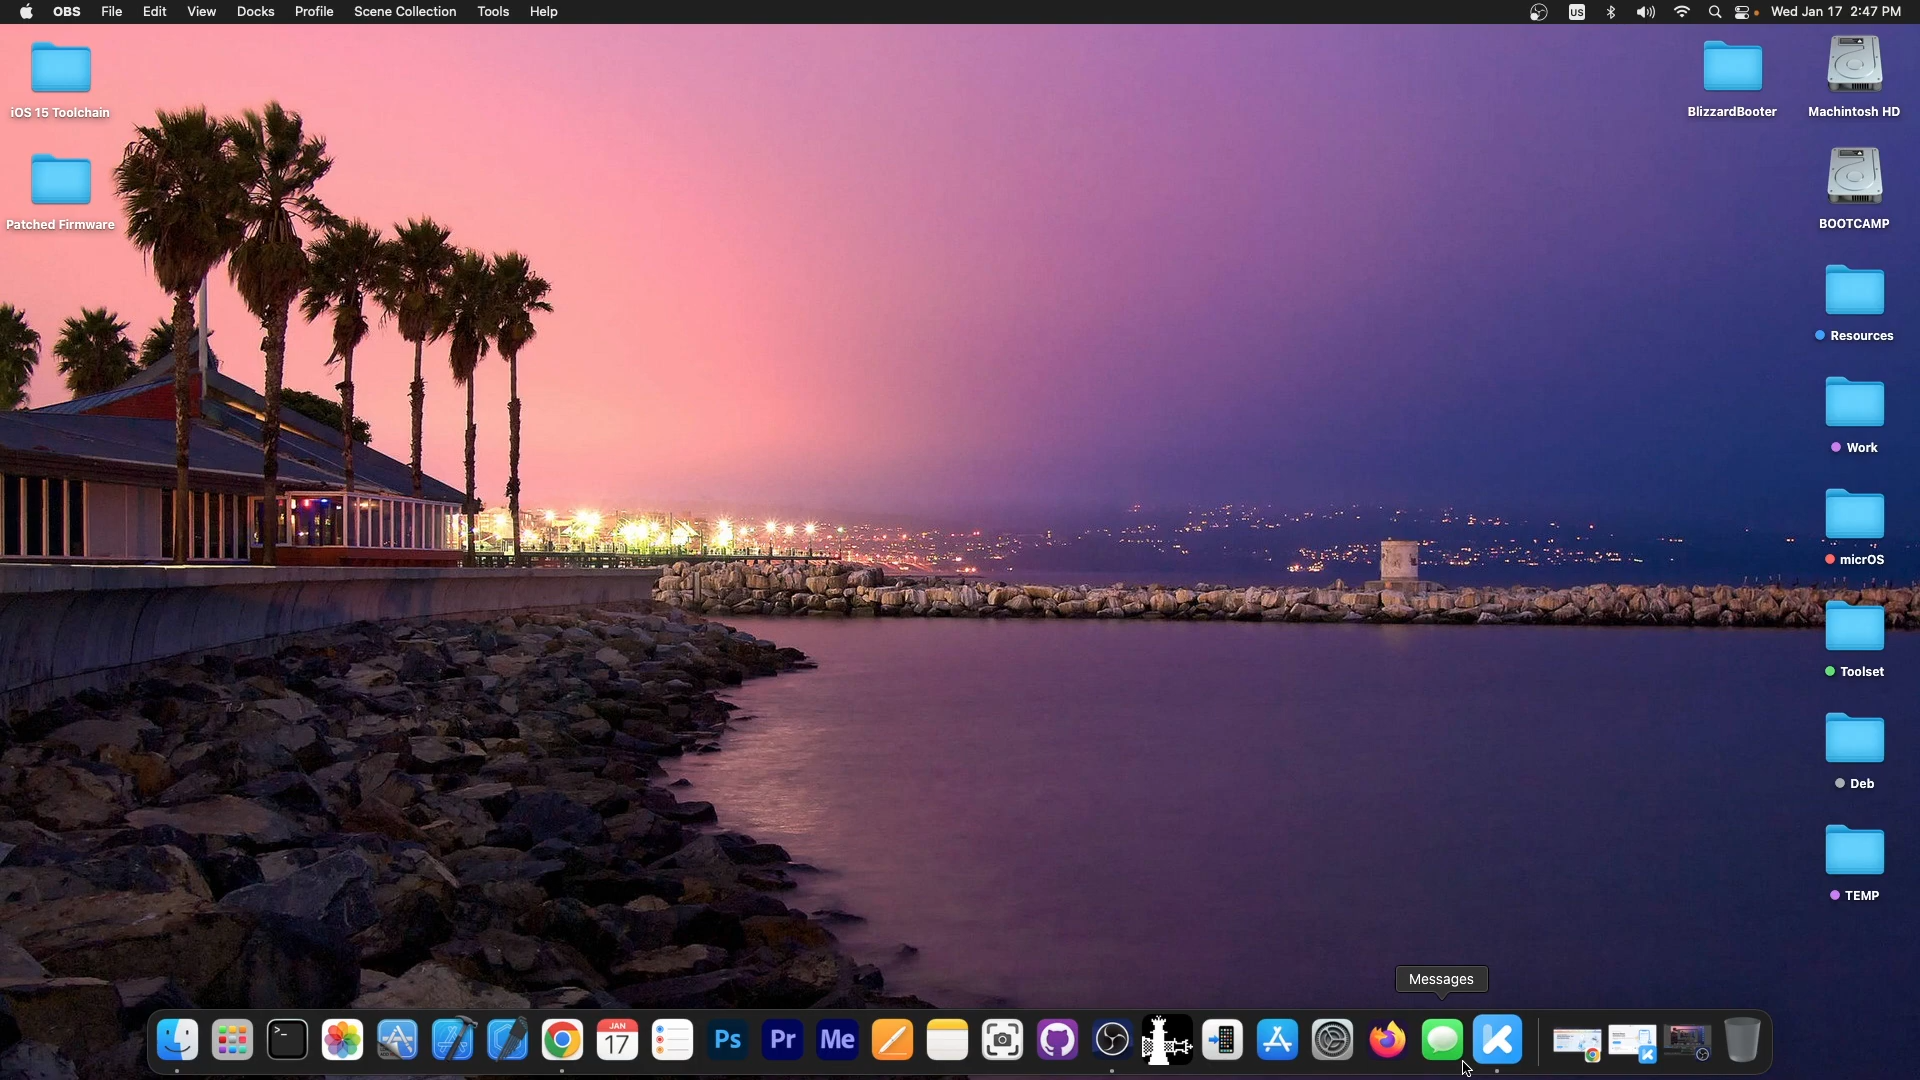 OBS File Edit View Docks Profile Scene Collection Tools Help US Wed Jan 17 2:47 PM
iOS 15 Toolchain
BlizzardBooter
Machintosh HD
Patched Firmware
BOOTCAMP
Resources
Work
micrOS
Toolset
Deb
TEMP
Messages
>_
JAN
17
Ps
Pr
Me